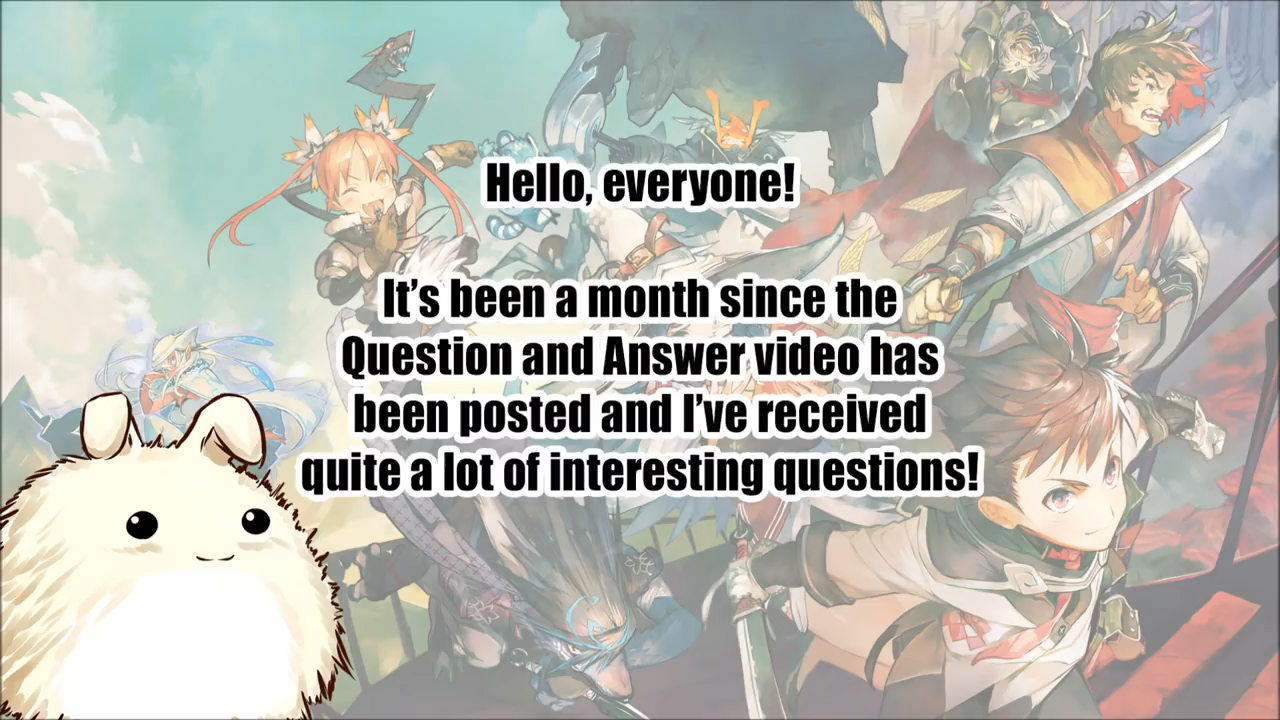 Hello, everyone!
It’s been a month since the
Question and Answer video has
been posted and I’ve received
quite a lot of interesting questions!